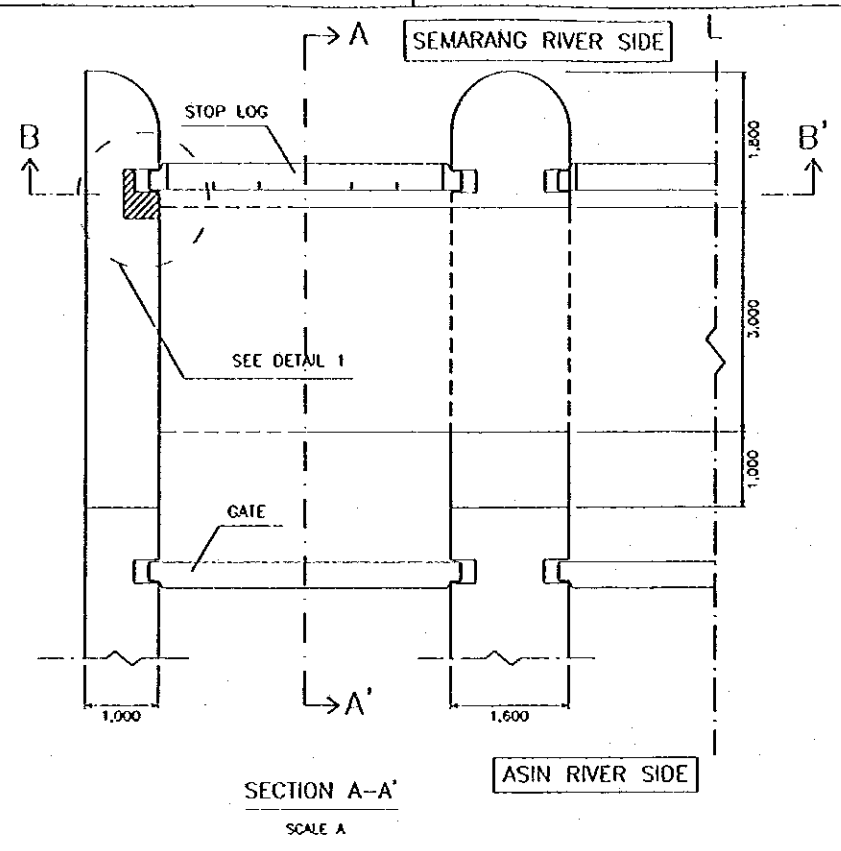 A
SEMARANG RIVER SIDE
L
STOP LOG
B
B'
1,800
3,000
SEE DETAIL 1
1,000
GATE
A'
1,000
1,600
ASIN RIVER SIDE
SECTION A-A'
SCALE A